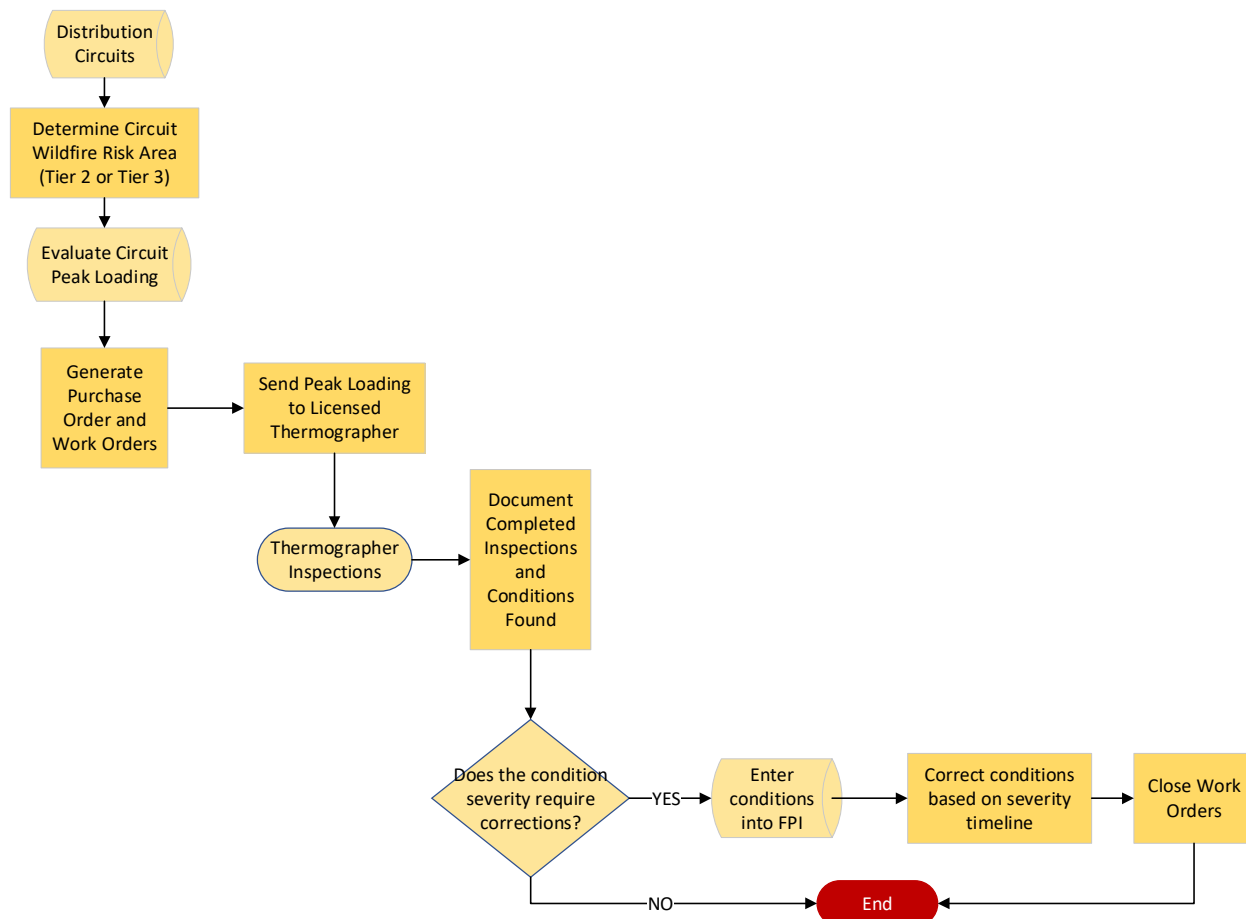 Distribution
Circuits
Determine Circuit
Wildfire Risk Area
(Tier 2 or Tier 3)
Evaluate Circuit
Peak Loading
Generate
Purchase
Order and
Work Orders
Send Peak Loading
to Licensed
Thermographer
Thermographer
Inspections
Document
Completed
Inspections
and
Conditions
Found
Does the condition
severity require
corrections?
YES
Enter
conditions
into FPI
Correct conditions
based on severity
timeline
Close Work
Orders
NO
End